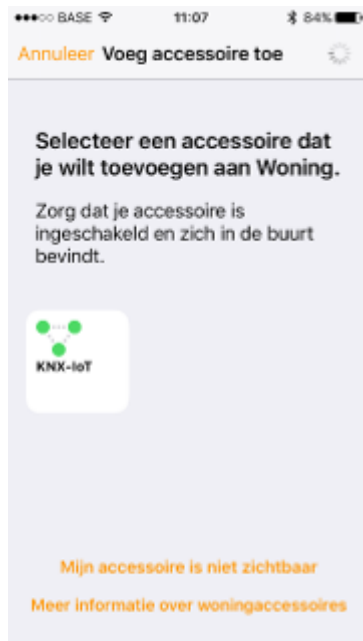 BASE 11:07 84%
Annuleer Voeg accessoire toe
Selecteer een accessoire dat
je wilt toevoegen aan Woning.
Zorg dat je accessoire is
ingeschakeld en zich in de buurt
bevindt.
KNX-IoT
Mijn accessoire is niet zichtbaar
Meer informatie over woningaccessoires